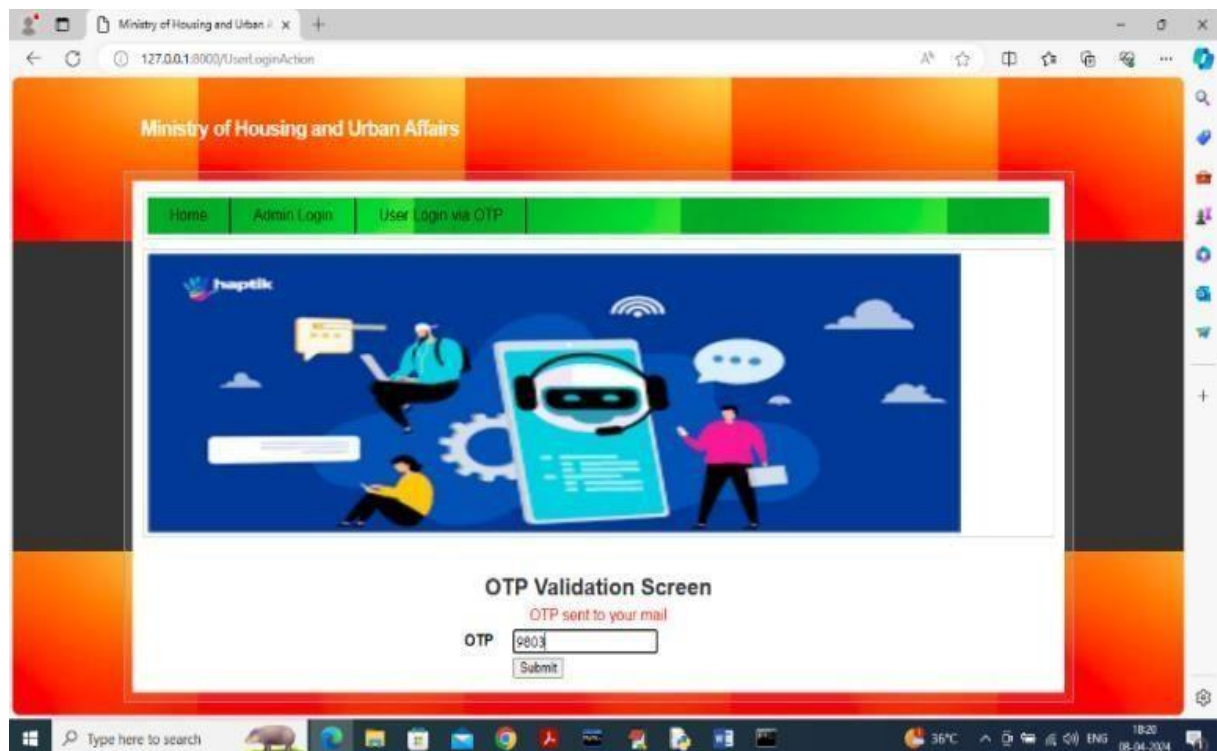 Ministry of Housing and Urban A
127.0.0.1:8000/UserLoginAction
Ministry of Housing and Urban Affairs
Home Admin Login User Login via OTP
haptik
OTP Validation Screen
OTP sent to your mail
OTP 9803
Submit
Type here to search
36°C ENG 18:20
08-04-2024